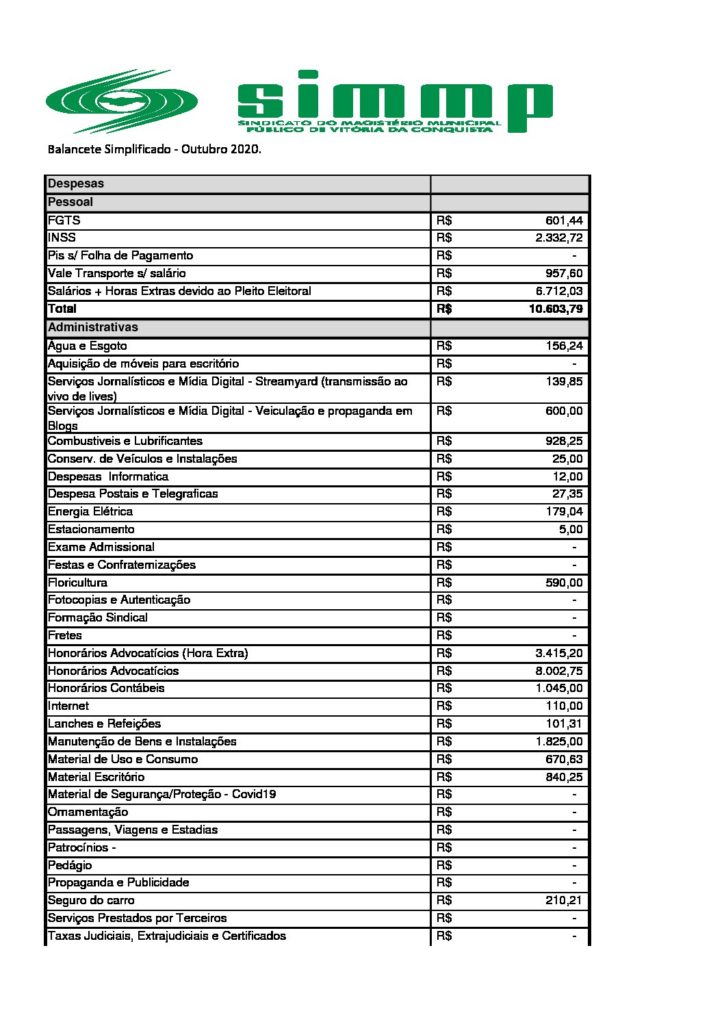 simmp
SINDICATO DO MAGISTÉRIO MUNICIPAL
PÚBLICO DE VITÓRIA DA CONQUISTA
Balancete Simplificado - Outubro 2020.
Despesas
Pessoal
FGTS R$ 601,44
INSS R$ 2.332,72
Pis s/ Folha de Pagamento R$ -
Vale Transporte s/ salário R$ 957,60
Salários + Horas Extras devido ao Pleito Eleitoral R$ 6.712,03
Total R$ 10.603,79
Administrativas
Água e Esgoto R$ 156,24
Aquisição de móveis para escritório R$ -
Serviços Jornalísticos e Mídia Digital - Streamyard (transmissão ao R$ 139,85
vivo de lives)
Serviços Jornalísticos e Mídia Digital - Veiculação e propaganda em R$ 600,00
Blogs
Combustiveis e Lubrificantes R$ 928,25
Conserv. de Veículos e Instalações R$ 25,00
Despesas Informatica R$ 12,00
Despesa Postais e Telegraficas R$ 27,35
Energia Elétrica R$ 179,04
Estacionamento R$ 5,00
Exame Admissional R$ -
Festas e Confraternizações R$ -
Floricultura R$ 590,00
Fotocopias e Autenticação R$ -
Formação Sindical R$ -
Fretes R$ -
Honorários Advocatícios (Hora Extra) R$ 3.415,20
Honorários Advocatícios R$ 8.002,75
Honorários Contábeis R$ 1.045,00
Internet R$ 110,00
Lanches e Refeições R$ 101,31
Manutenção de Bens e Instalações R$ 1.825,00
Material de Uso e Consumo R$ 670,63
Material Escritório R$ 840,25
Material de Segurança/Proteção - Covid19 R$ -
Ornamentação R$ -
Passagens, Viagens e Estadias R$ -
Patrocínios - R$ -
Pedágio R$ -
Propaganda e Publicidade R$ -
Seguro do carro R$ 210,21
Serviços Prestados por Terceiros R$ -
Taxas Judiciais, Extrajudiciais e Certificados R$ -